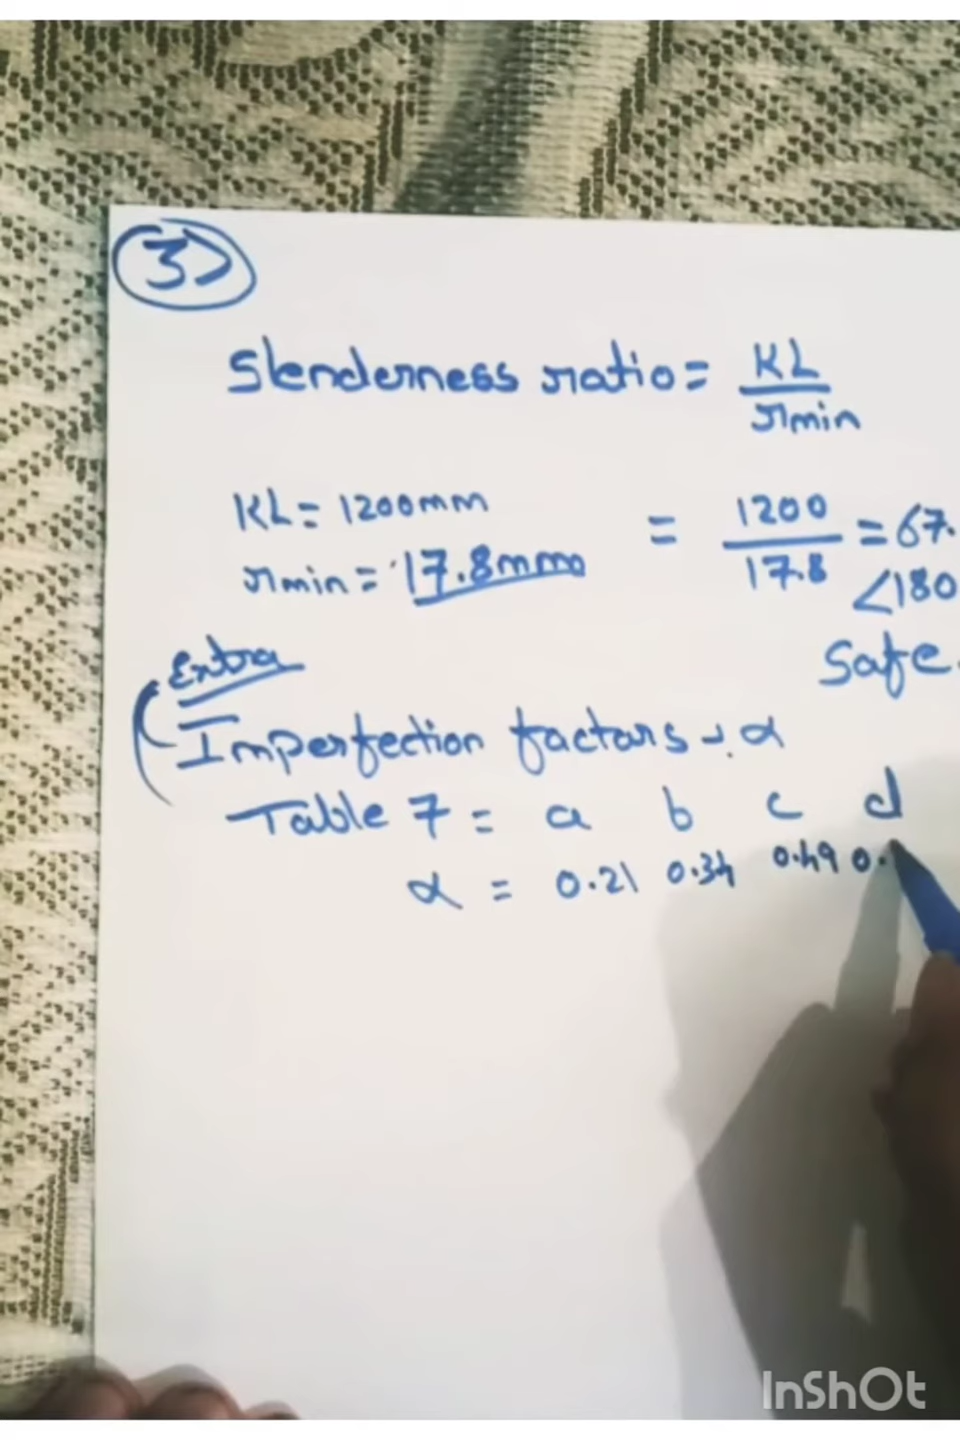 3>
Slenderness ratio = KL / rmin
KL = 1200mm
= 1200 / 17.8 = 67.
rmin = 17.8mm
<180
Safe.
Extra
Imperfection factors :. α
Table 7 = a b c d
α = 0.21 0.34 0.49 0.
InShOt